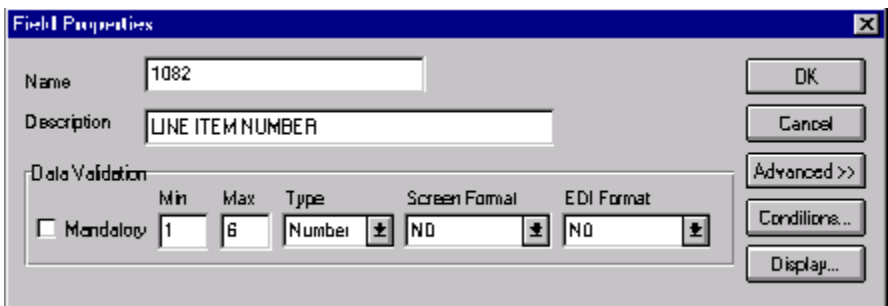 Field Properties
Name 1082 OK
Description LINE ITEM NUMBER Cancel
Data Validation Advanced >>
Min Max Type Screen Format EDI Format
Mandatory 1 6 Number N0 N0 Conditions...
Display...